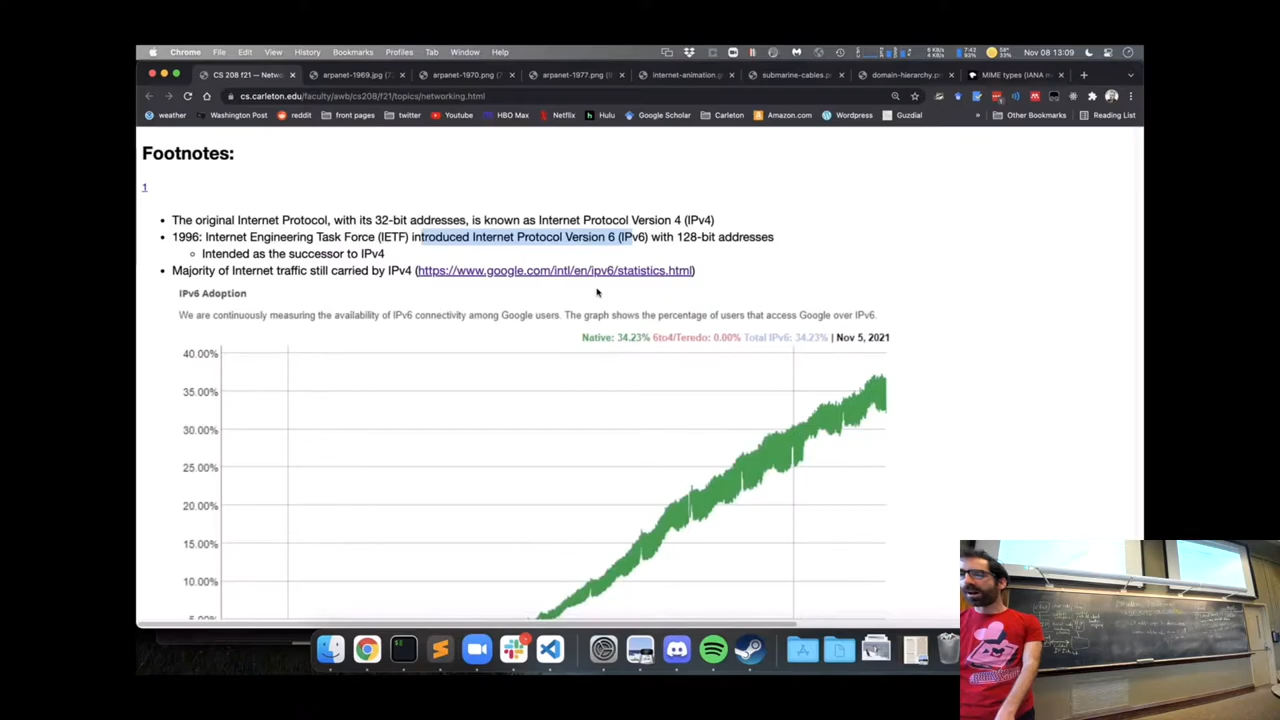 Chrome File Edit View History Bookmarks Profiles Tab Window Help
Nov 08 13:09
CS 208 f21 — Netw
arpanet-1969.jpg (7
arpanet-1970.png (7
arpanet-1977.png (9
internet-animation.g
submarine-cables.p
domain-hierarchy.p
MIME types (IANA m
cs.carleton.edu/faculty/awb/cs208/f21/topics/networking.html
weather Washington Post reddit front pages twitter Youtube HBO Max Netflix Hulu Google Scholar Carleton Amazon.com Wordpress Guzdial » Other Bookmarks Reading List
Footnotes:
1
• The original Internet Protocol, with its 32-bit addresses, is known as Internet Protocol Version 4 (IPv4)
• 1996: Internet Engineering Task Force (IETF) introduced Internet Protocol Version 6 (IPv6) with 128-bit addresses
Intended as the successor to IPv4
• Majority of Internet traffic still carried by IPv4 (https://www.google.com/intl/en/ipv6/statistics.html)
IPv6 Adoption
We are continuously measuring the availability of IPv6 connectivity among Google users. The graph shows the percentage of users that access Google over IPv6.
Native: 34.23% 6to4/Teredo: 0.00% Total IPv6: 34.23% | Nov 5, 2021
40.00%
35.00%
30.00%
25.00%
20.00%
15.00%
10.00%
5.00%